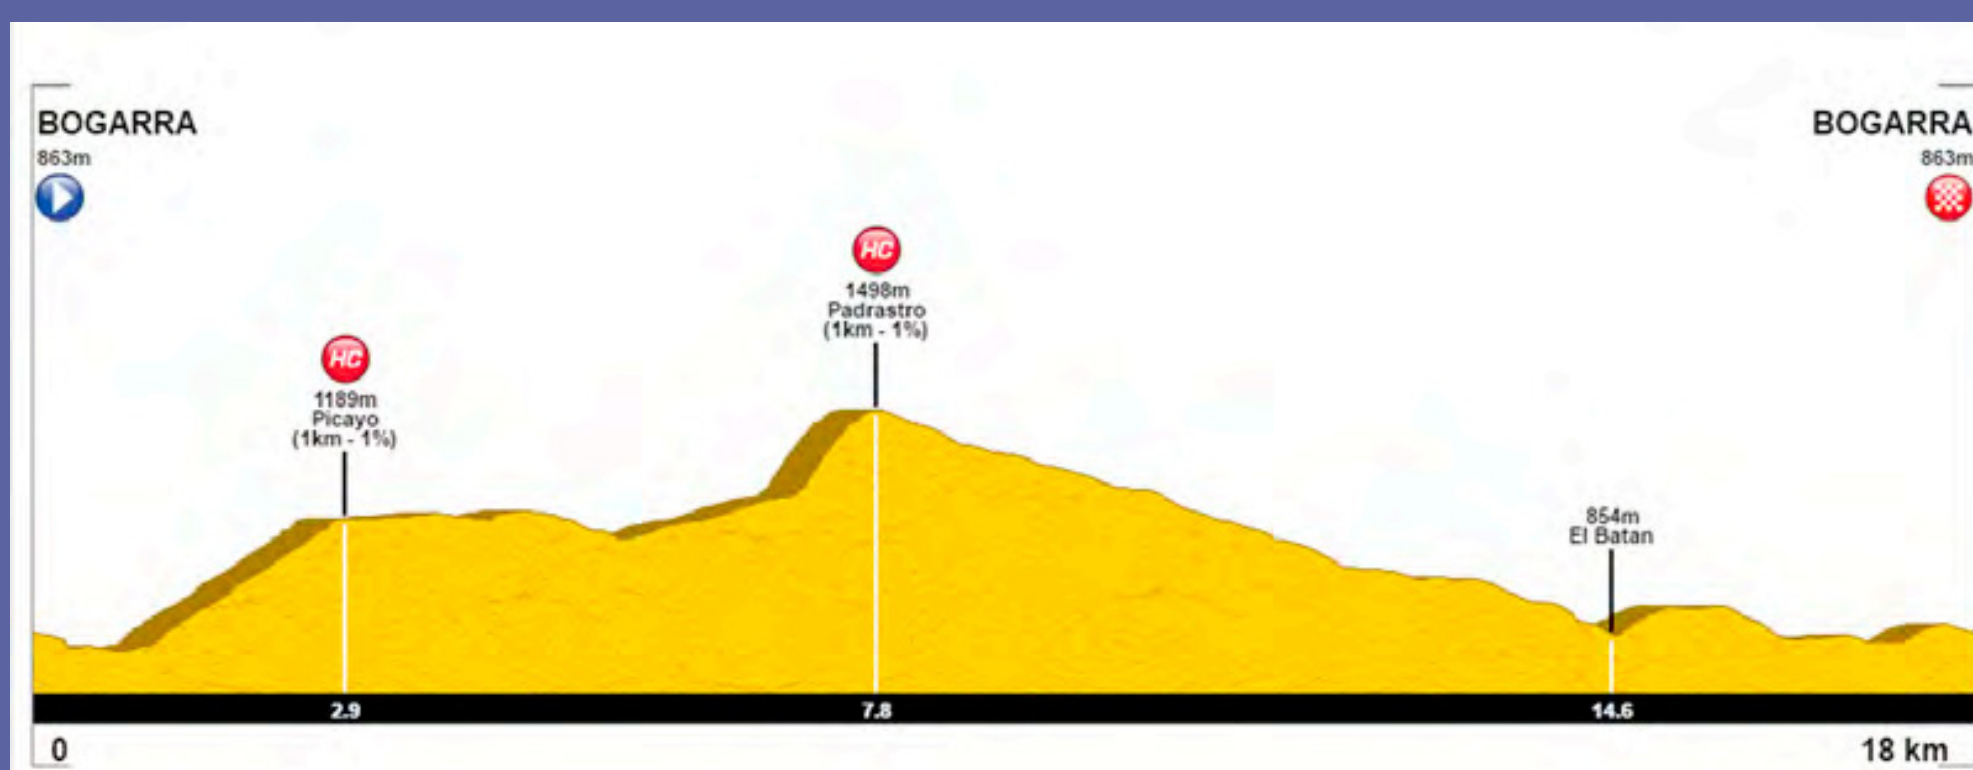 BOGARRA
863m
BOGARRA
863m
HC
1498m
Padrastro
(1km - 1%)
HC
1189m
Picayo
(1km - 1%)
854m
El Batan
2.9
7.8
14.6
0
18 km